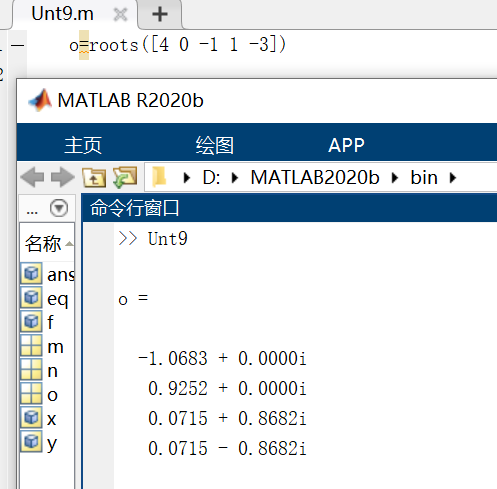 Unt9.m
1 o=roots([4 0 -1 1 -3])
2
MATLAB R2020b
主页 绘图 APP
D: MATLAB2020b bin
... 命令行窗口
名称
>> Unt9
ans
eq
f
m
n
o
x
y
o =
-1.0683 + 0.0000i
0.9252 + 0.0000i
0.0715 + 0.8682i
0.0715 - 0.8682i